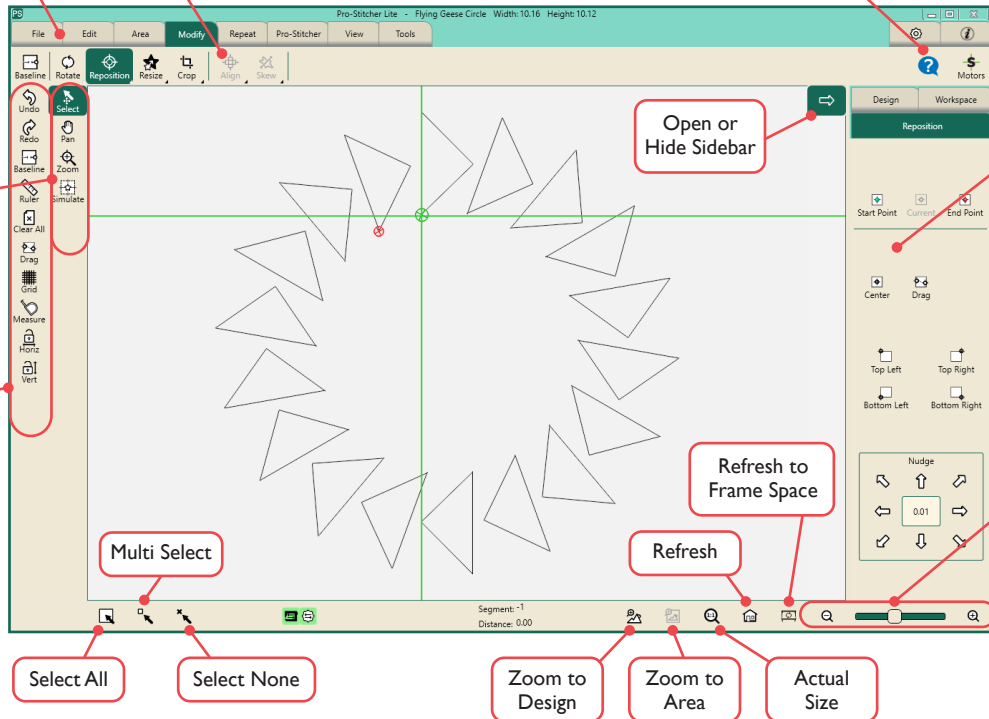 PS
Pro-Stitcher Lite - Flying Geese Circle Width: 10.16 Height: 10.12
File Edit Area Modify Repeat Pro-Stitcher View Tools
Baseline Rotate Reposition Resize Crop Align Skew
? S
Motors
Undo Select
Redo Pan
Baseline Zoom
Ruler Simulate
Clear All
Drag
Grid
Measure
Horiz
Vert
Open or
Hide Sidebar
Design Workspace
Reposition
Start Point Current End Point
Center Drag
Top Left Top Right
Bottom Left Bottom Right
Nudge
0.01
Refresh to
Frame Space
Multi Select
Refresh
Segment: -1
Distance: 0.00
1:1
Select All
Select None
Zoom to
Design
Zoom to
Area
Actual
Size